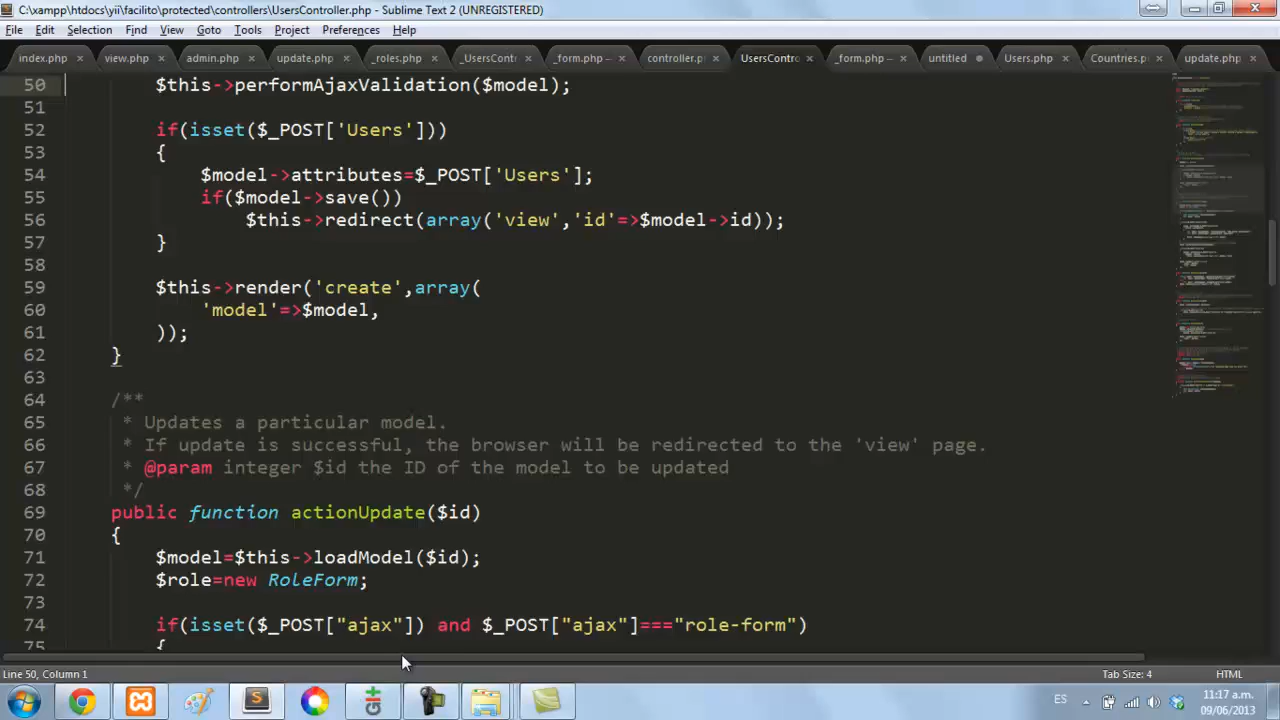 C:\xampp\htdocs\yii\facilito\protected\controllers\UsersController.php - Sublime Text 2 (UNREGISTERED)
File Edit Selection Find View Goto Tools Project Preferences Help
index.php × view.php × admin.php × update.php × _roles.php × _UsersCont × _form.php — × controller.p × UsersContro × _form.php — × untitled Users.php × Countries.p × update.php ×
50 $this->performAjaxValidation($model);
51
52 if(isset($_POST['Users']))
53 {
54 $model->attributes=$_POST['Users'];
55 if($model->save())
56 $this->redirect(array('view','id'=>$model->id));
57 }
58
59 $this->render('create',array(
60 'model'=>$model,
61 ));
62 }
63
64 /**
65 * Updates a particular model.
66 * If update is successful, the browser will be redirected to the 'view' page.
67 * @param integer $id the ID of the model to be updated
68 */
69 public function actionUpdate($id)
70 {
71 $model=$this->loadModel($id);
72 $role=new RoleForm;
73
74 if(isset($_POST["ajax"]) and $_POST["ajax"]==="role-form")
75 {
Line 50, Column 1 Tab Size: 4 HTML
ES 11:17 a.m.
09/06/2013